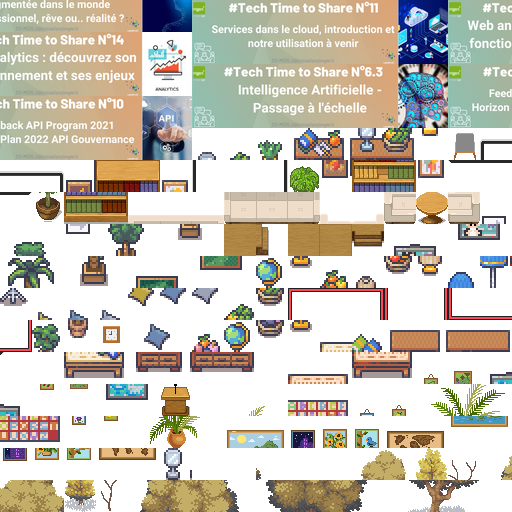 gmentée dans le monde
ssionnel, rêve ou.. réalité ?
ch Time to Share N°14
alytics : découvrez son
nnement et ses enjeux
ANALYTICS
ch Time to Share N°10
back API Program 2021
Plan 2022 API Gouvernance
API
#Tech Time to Share N°11
Services dans le cloud, introduction et
notre utilisation à venir
#Tech Time to Share N°6.3
Intelligence Artificielle -
Passage à l'échelle
#Tec
Web an
fonctio
#Tec
Feed
Horizon